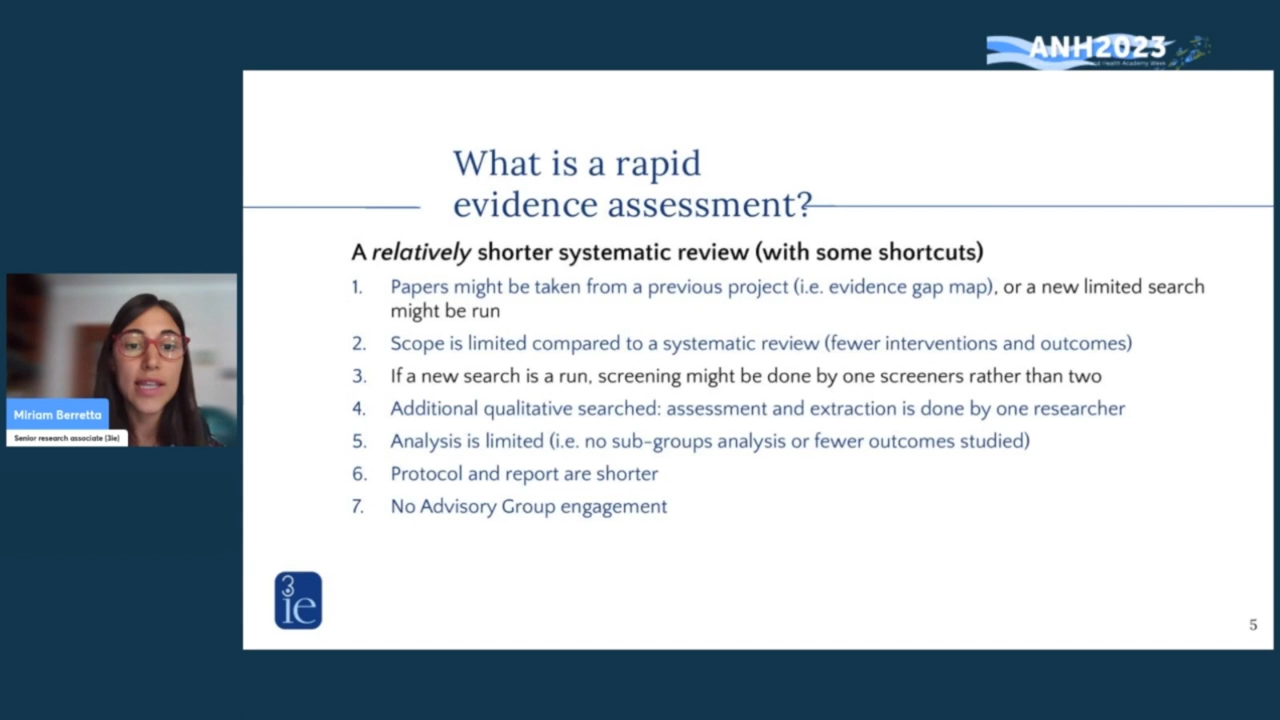 ANH2023
Health Academy Week
What is a rapid
evidence assessment?
A relatively shorter systematic review (with some shortcuts)
1. Papers might be taken from a previous project (i.e. evidence gap map), or a new limited search
might be run
2. Scope is limited compared to a systematic review (fewer interventions and outcomes)
3. If a new search is a run, screening might be done by one screeners rather than two
4. Additional qualitative searched: assessment and extraction is done by one researcher
5. Analysis is limited (i.e. no sub-groups analysis or fewer outcomes studied)
6. Protocol and report are shorter
7. No Advisory Group engagement
Miriam Berretta
Senior research associate (3ie)
3
ie
5